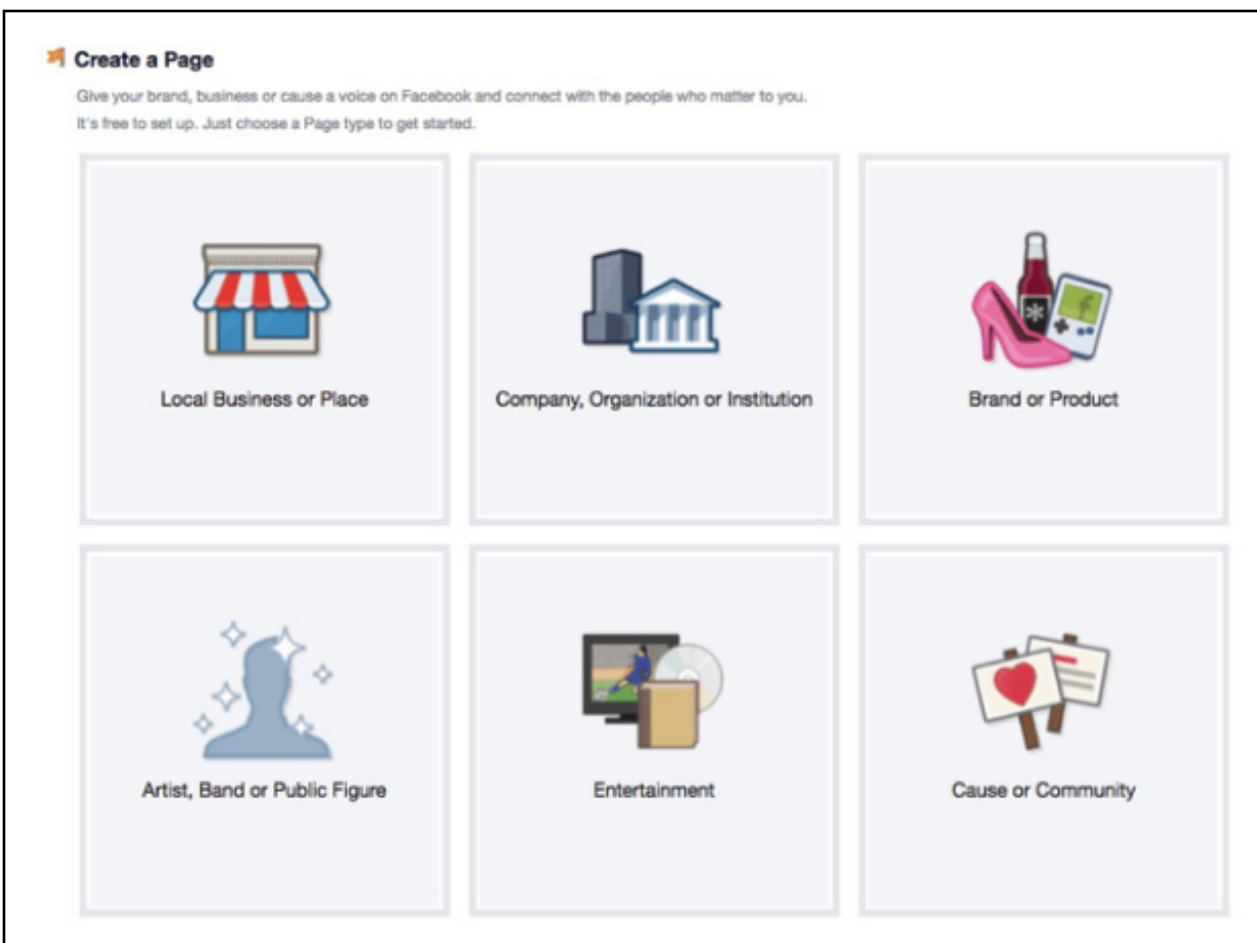 Create a Page
Give your brand, business or cause a voice on Facebook and connect with the people who matter to you.
It's free to set up. Just choose a Page type to get started.
Local Business or Place
Company, Organization or Institution
Brand or Product
Artist, Band or Public Figure
Entertainment
Cause or Community